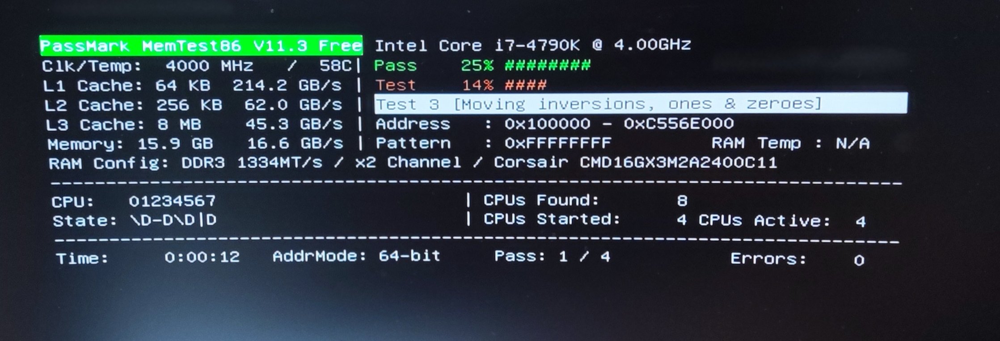 PassMark MemTest86 V11.3 Free Intel Core i7-4790K @ 4.00GHz
Clk/Temp: 4000 MHz / 58C| Pass 25% ########
L1 Cache: 64 KB 214.2 GB/s | Test 14% ####
L2 Cache: 256 KB 62.0 GB/s | Test 3 [Moving inversions, ones & zeroes]
L3 Cache: 8 MB 45.3 GB/s | Address : 0x100000 - 0xC556E000
Memory: 15.9 GB 16.6 GB/s | Pattern : 0xFFFFFFFF RAM Temp : N/A
RAM Config: DDR3 1334MT/s / x2 Channel / Corsair CMD16GX3M2A2400C11
-------------------------------------------------------------------------------
CPU: 01234567 | CPUs Found: 8
State: \D-D\D|D | CPUs Started: 4 CPUs Active: 4
-------------------------------------------------------------------------------
Time: 0:00:12 AddrMode: 64-bit Pass: 1 / 4 Errors: 0